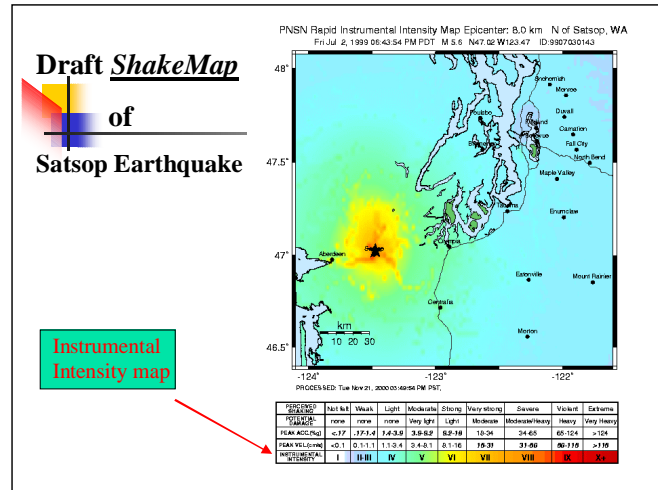 Draft ShakeMap
of
Satsop Earthquake
PNSN Rapid Instrumental Intensity Map Epicenter: 8.0 km N of Satsop, WA
Fri Jul 2, 1999 06:43:54 PM PDT M 5.6 N47.02 W123.47 ID:9907030143
48°
47.5°
47°
46.5°
-124°
-123°
-122°
Snohomish
Monroe
Poulsbo
Duvall
Carnation
Fall City
North Bend
Maple Valley
Tacoma
Enumclaw
Olympia
Aberdeen
Eatonville
Mount Rainier
Centralia
Morton
km
0 10 20 30
PROCESSED: Tue Nov 21, 2000 03:49:54 PM PST,
Instrumental
Intensity map
PERCEIVED SHAKING Not felt Weak Light Moderate Strong Very strong Severe Violent Extreme
POTENTIAL DAMAGE none none none Very light Light Moderate Moderate/Heavy Heavy Very Heavy
PEAK ACC.(%g) <.17 .17-1.4 1.4-3.9 3.9-9.2 9.2-18 18-34 34-65 65-124 >124
PEAK VEL.(cm/s) <0.1 0.1-1.1 1.1-3.4 3.4-8.1 8.1-16 16-31 31-60 60-116 >116
INSTRUMENTAL INTENSITY I II-III IV V VI VII VIII IX X+